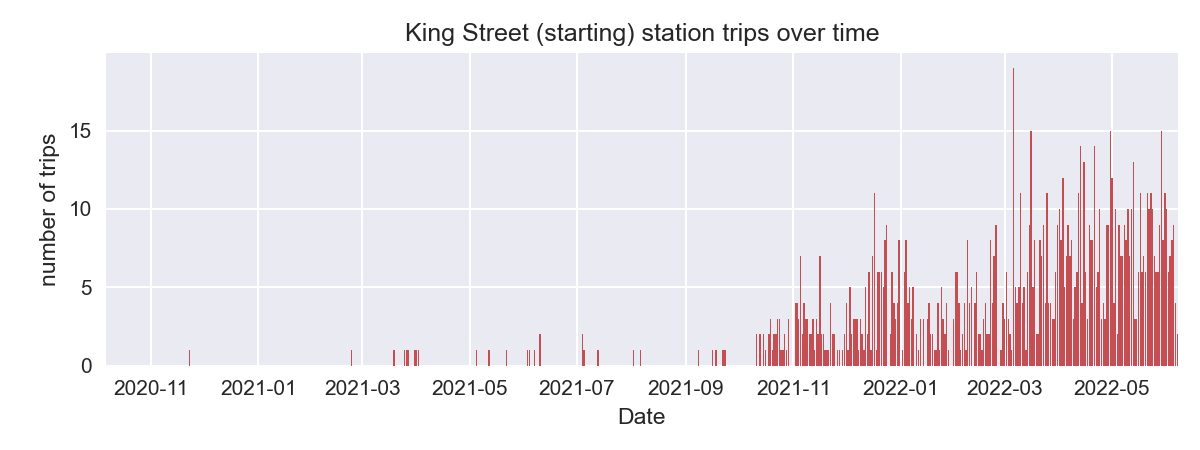 King Street (starting) station trips over time
number of trips
15
10
5
0
2020-11 2021-01 2021-03 2021-05 2021-07 2021-09 2021-11 2022-01 2022-03 2022-05
Date